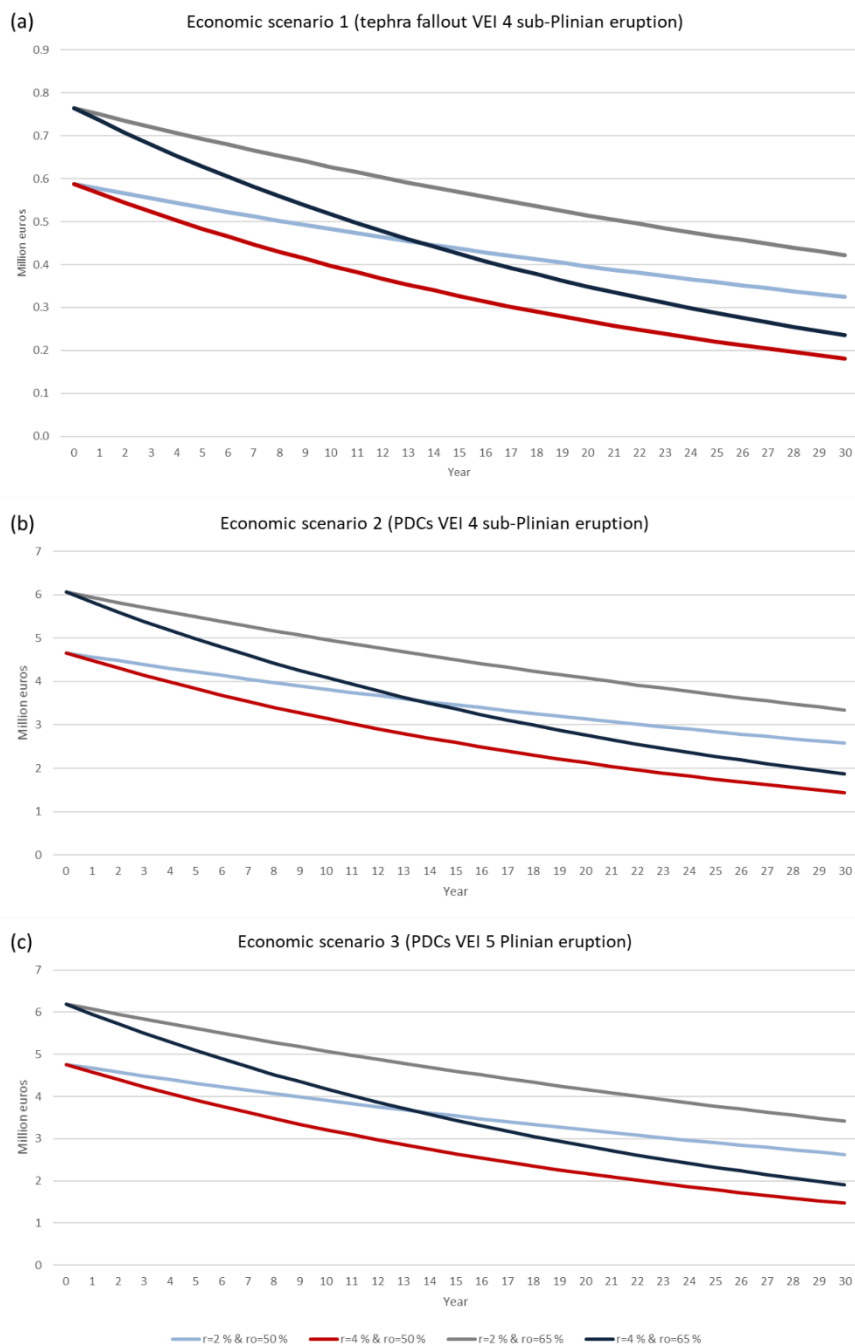 (a)
Economic scenario 1 (tephra fallout VEI 4 sub-Plinian eruption)
0.9
0.8
0.7
0.6
0.5
0.4
0.3
0.2
0.1
0.0
Million euros
0 1 2 3 4 5 6 7 8 9 10 11 12 13 14 15 16 17 18 19 20 21 22 23 24 25 26 27 28 29 30
Year
(b)
Economic scenario 2 (PDCs VEI 4 sub-Plinian eruption)
7
6
5
4
3
2
1
0
Million euros
0 1 2 3 4 5 6 7 8 9 10 11 12 13 14 15 16 17 18 19 20 21 22 23 24 25 26 27 28 29 30
Year
(c)
Economic scenario 3 (PDCs VEI 5 Plinian eruption)
7
6
5
4
3
2
1
0
Million euros
0 1 2 3 4 5 6 7 8 9 10 11 12 13 14 15 16 17 18 19 20 21 22 23 24 25 26 27 28 29 30
Year
r=2 % & ro=50 % r=4 % & ro=50 % r=2 % & ro=65 % r=4 % & ro=65 %